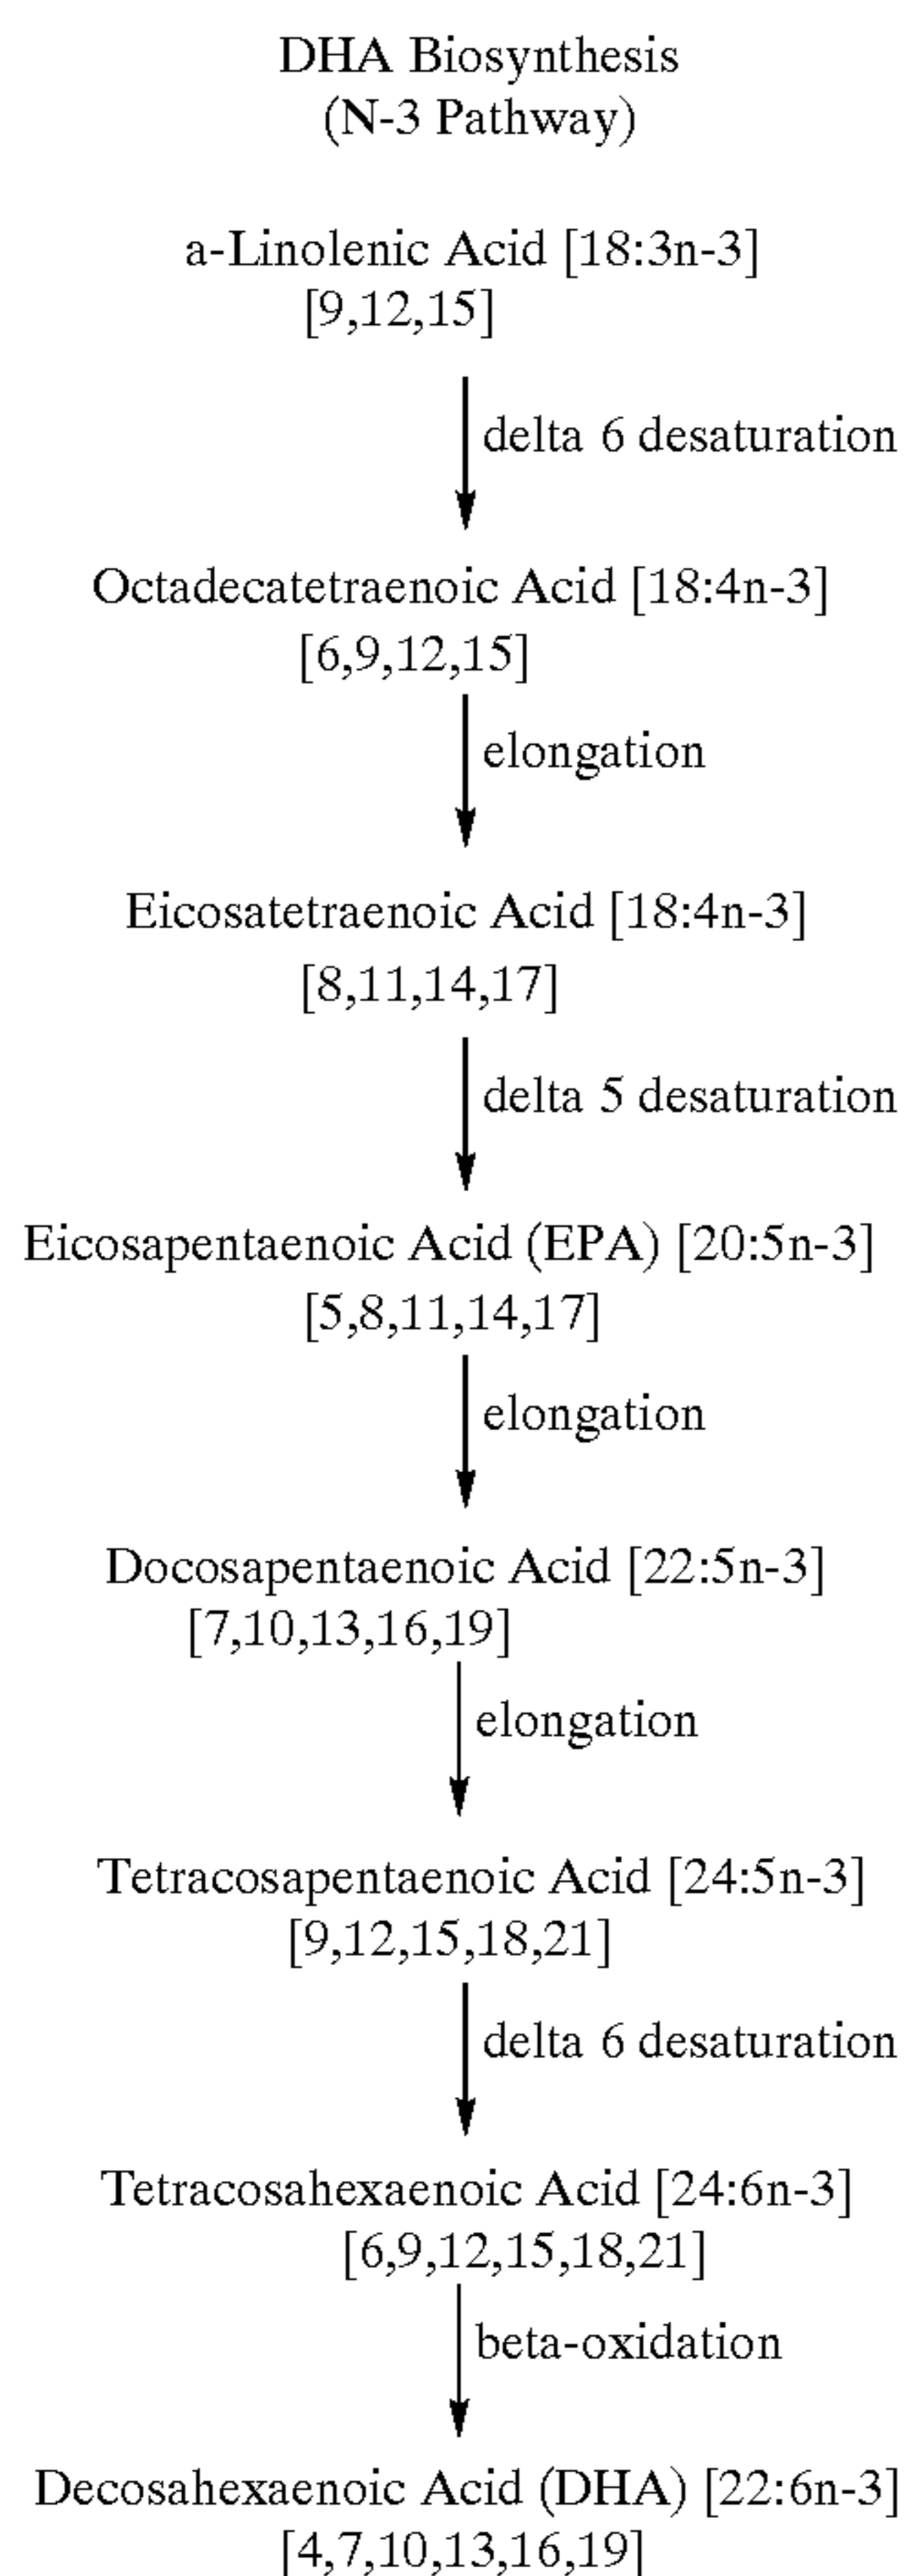 DHA Biosynthesis
(N-3 Pathway)
a-Linolenic Acid [18:3n-3]
[9,12,15]
delta 6 desaturation
Octadecatetraenoic Acid [18:4n-3]
[6,9,12,15]
elongation
Eicosatetraenoic Acid [18:4n-3]
[8,11,14,17]
delta 5 desaturation
Eicosapentaenoic Acid (EPA) [20:5n-3]
[5,8,11,14,17]
elongation
Docosapentaenoic Acid [22:5n-3]
[7,10,13,16,19]
elongation
Tetracosapentaenoic Acid [24:5n-3]
[9,12,15,18,21]
delta 6 desaturation
Tetracosahexaenoic Acid [24:6n-3]
[6,9,12,15,18,21]
beta-oxidation
Decosahexaenoic Acid (DHA) [22:6n-3]
[4,7,10,13,16,19]